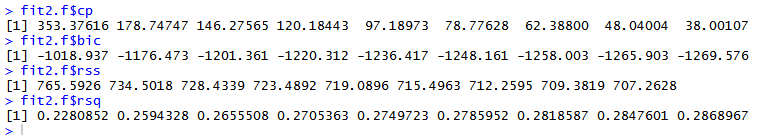 > fit2.f$cp
[1] 353.37616 178.74747 146.27565 120.18443  97.18973  78.77628  62.38800  48.04004  38.00107
> fit2.f$bic
[1] -1018.937 -1176.473 -1201.361 -1220.312 -1236.417 -1248.161 -1258.003 -1265.903 -1269.576
> fit2.f$rss
[1] 765.5926 734.5018 728.4339 723.4892 719.0896 715.4963 712.2595 709.3819 707.2628
> fit2.f$rsq
[1] 0.2280852 0.2594328 0.2655508 0.2705363 0.2749723 0.2785952 0.2818587 0.2847601 0.2868967
>